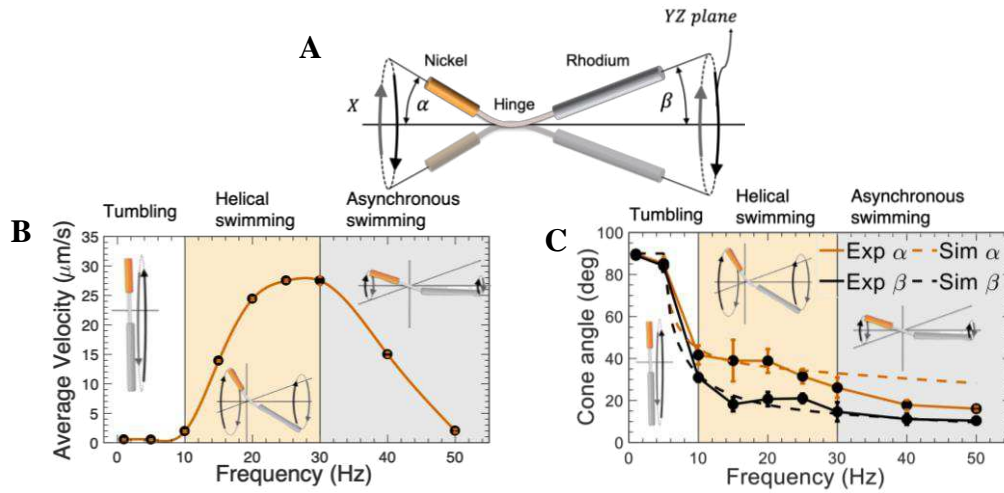 A
YZ plane
Nickel
Rhodium
X
α
Hinge
β
B
Tumbling
Helical
swimming
Asynchronous
swimming
Average Velocity (μm/s)
35
30
25
20
15
10
5
0
0 10 20 30 40 50
Frequency (Hz)
C
Tumbling
Helical
swimming
Asynchronous
swimming
Exp α Sim α
Exp β Sim β
Cone angle (deg)
100
80
60
40
20
0
0 10 20 30 40 50
Frequency (Hz)